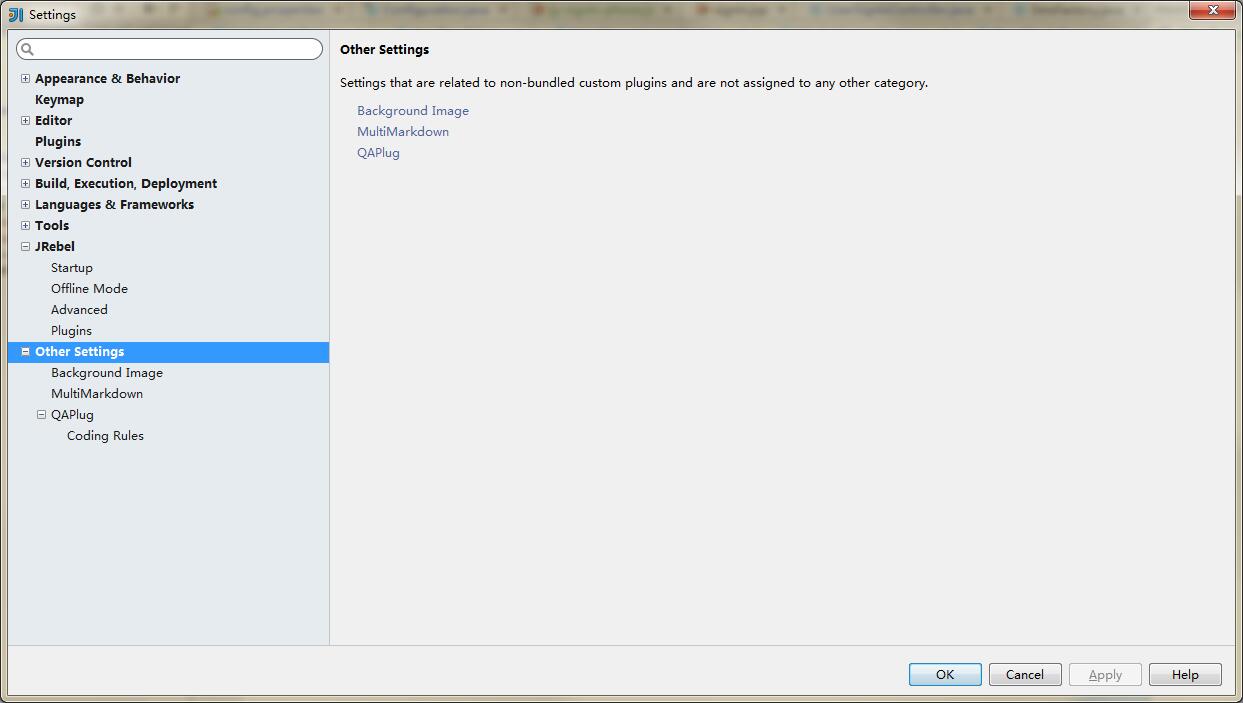 Settings
Appearance & Behavior
Keymap
Editor
Plugins
Version Control
Build, Execution, Deployment
Languages & Frameworks
Tools
JRebel
Startup
Offline Mode
Advanced
Plugins
Other Settings
Background Image
MultiMarkdown
QAPlug
Coding Rules
Other Settings
Settings that are related to non-bundled custom plugins and are not assigned to any other category.
Background Image
MultiMarkdown
QAPlug
OK
Cancel
Apply
Help